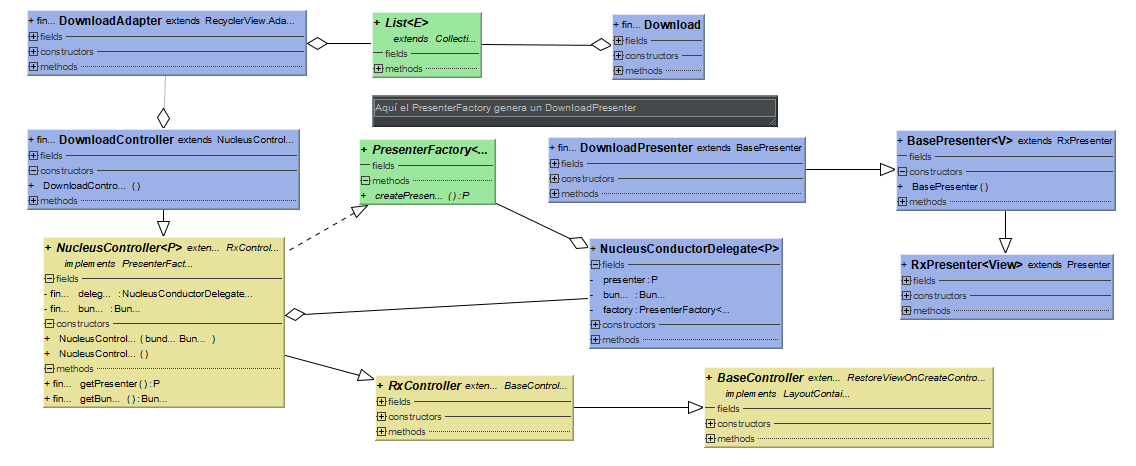 + fin... DownloadAdapter extends RecyclerView.Ada...
fields
constructors
methods
+ List<E>
extends Collecti...
fields
methods
+ fin... Download
fields
constructors
methods
Aquí el PresenterFactory genera un DownloadPresenter
+ fin... DownloadController extends NucleusControl...
fields
constructors
+ DownloadContro... ( )
methods
+ PresenterFactory<...
fields
methods
+ createPresen... ( ) : P
+ fin... DownloadPresenter extends BasePresenter
fields
constructors
methods
+ BasePresenter<V> extends RxPresenter
fields
constructors
+ BasePresenter ( )
methods
+ NucleusController<P> exten... RxControl...
implements PresenterFact...
fields
- fin... deleg... : NucleusConductorDelegate...
- fin... bun... : Bun...
constructors
+ NucleusControl... ( bund... Bun... )
+ NucleusControl... ( )
methods
+ fin... getPresenter ( ) : P
+ fin... getBun... ( ) : Bun...
+ NucleusConductorDelegate<P>
fields
- presenter : P
- bun... : Bun...
- factory : PresenterFactory<...
constructors
methods
+ RxPresenter<View> extends Presenter
fields
constructors
methods
+ RxController exten... BaseControl...
fields
constructors
methods
+ BaseController exten... RestoreViewOnCreateContro...
implements LayoutContai...
fields
constructors
methods